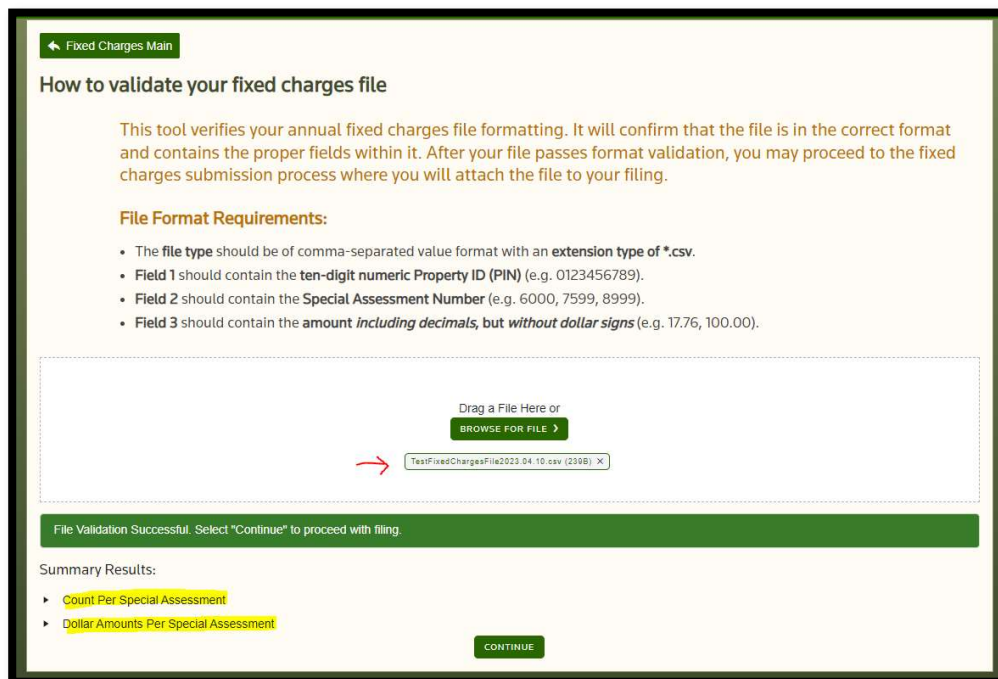 Fixed Charges Main
How to validate your fixed charges file
This tool verifies your annual fixed charges file formatting. It will confirm that the file is in the correct format
and contains the proper fields within it. After your file passes format validation, you may proceed to the fixed
charges submission process where you will attach the file to your filing.
File Format Requirements:
• The file type should be of comma-separated value format with an extension type of *.csv.
• Field 1 should contain the ten-digit numeric Property ID (PIN) (e.g. 0123456789).
• Field 2 should contain the Special Assessment Number (e.g. 6000, 7599, 8999).
• Field 3 should contain the amount including decimals, but without dollar signs (e.g. 17.76, 100.00).
Drag a File Here or
BROWSE FOR FILE
TestFixedChargesFile2023.04.10.csv (239B) X
File Validation Successful. Select "Continue" to proceed with filing.
Summary Results:
Count Per Special Assessment
Dollar Amounts Per Special Assessment
CONTINUE